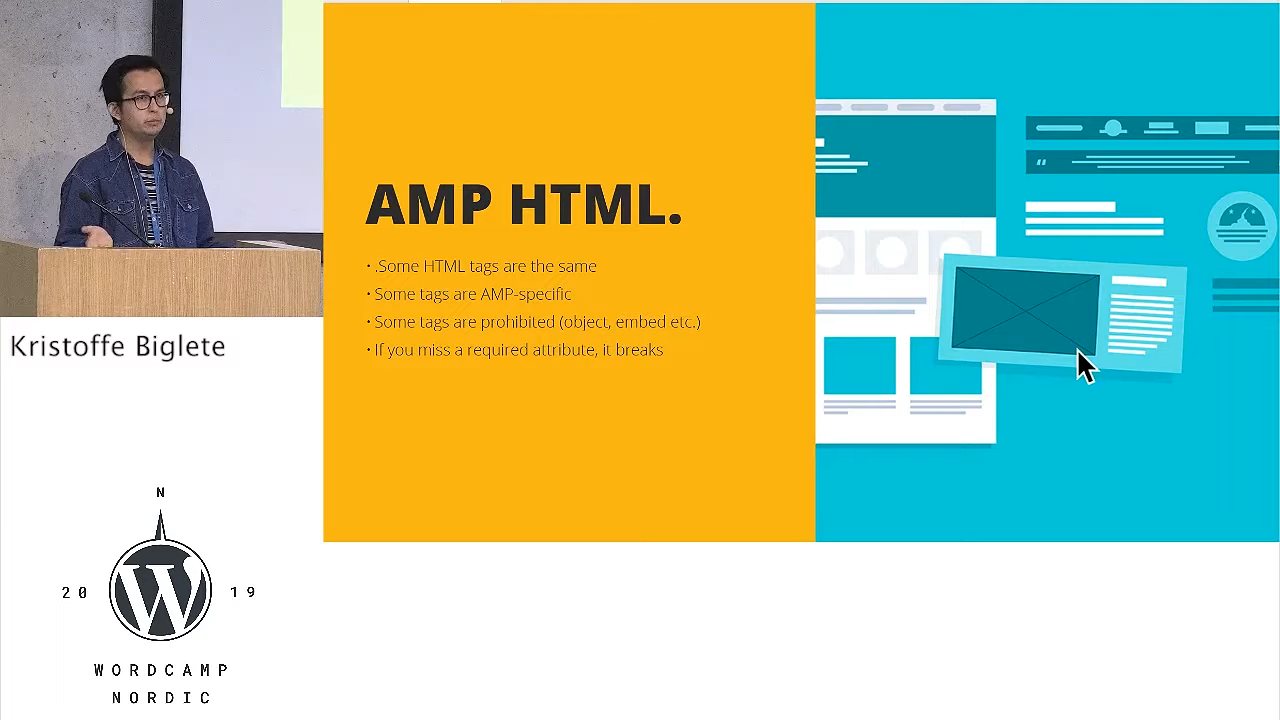 AMP HTML.
• .Some HTML tags are the same
• Some tags are AMP-specific
• Some tags are prohibited (object, embed etc.)
• If you miss a required attribute, it breaks
Kristoffe Biglete
N
20 W 19
WORDCAMP
NORDIC